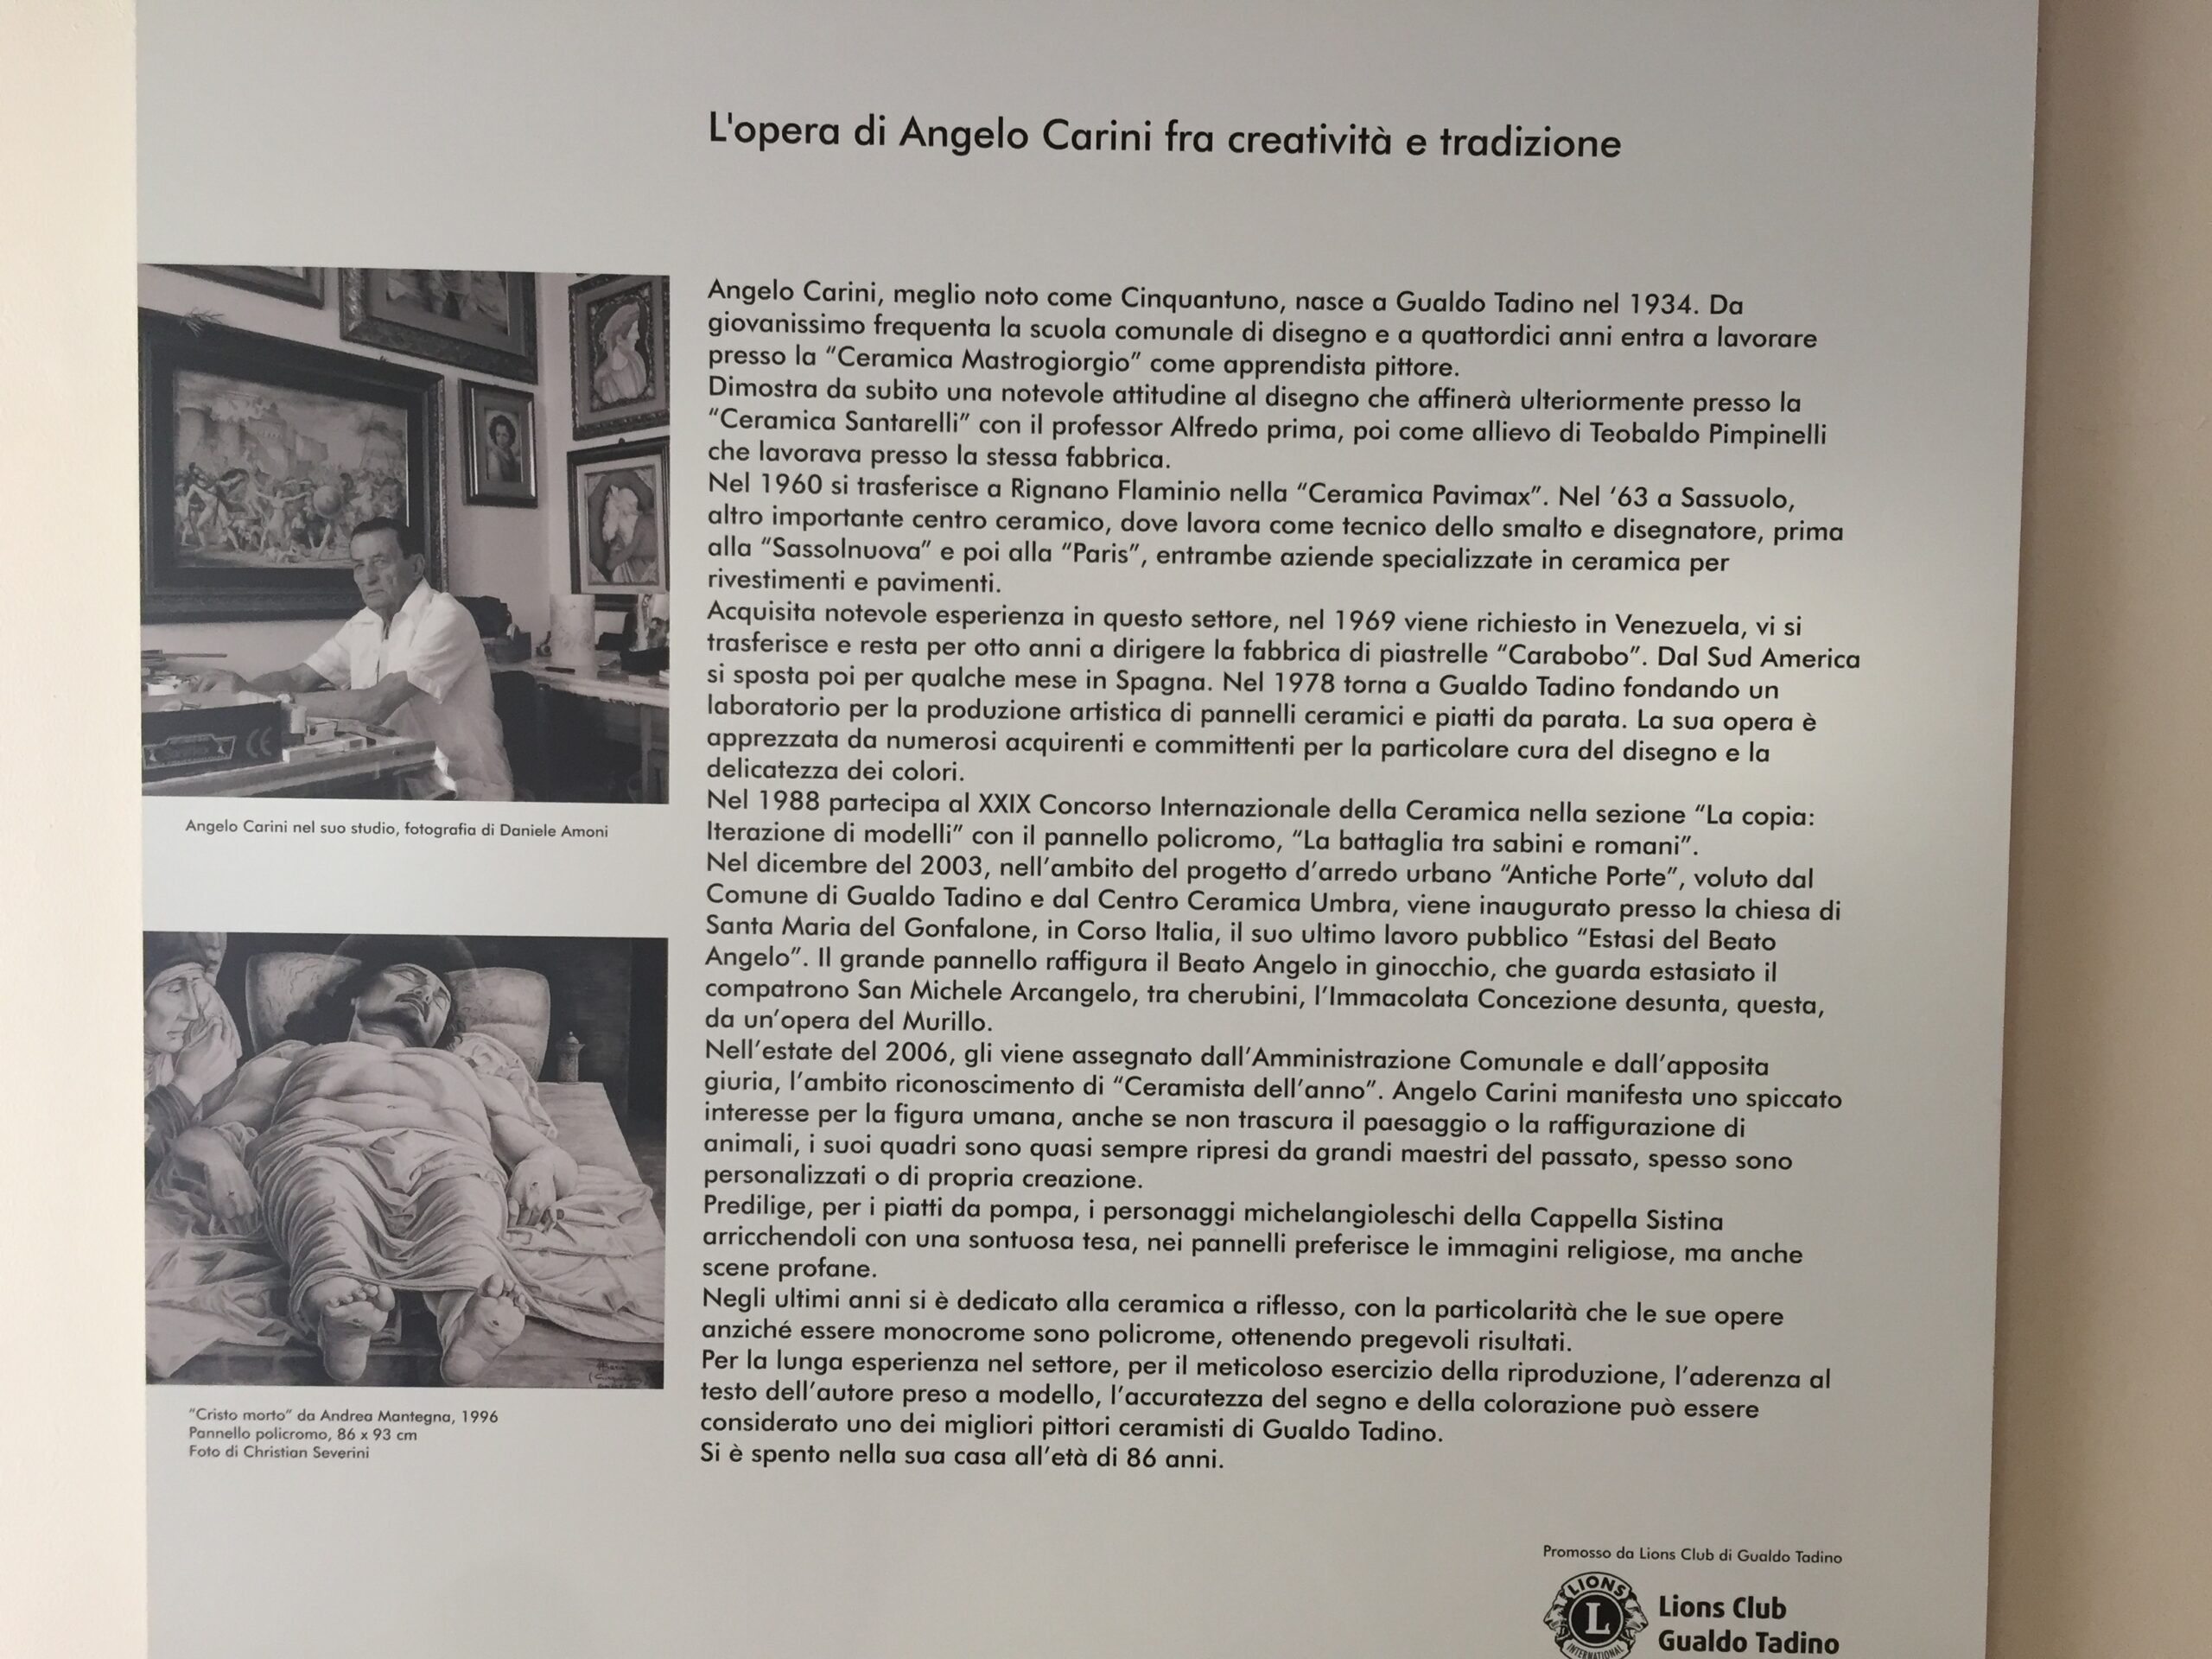 L'opera di Angelo Carini fra creatività e tradizione
Angelo Carini, meglio noto come Cinquantuno, nasce a Gualdo Tadino nel 1934. Da
giovanissimo frequenta la scuola comunale di disegno e a quattordici anni entra a lavorare
presso la “Ceramica Mastrogiorgio” come apprendista pittore.
Dimostra da subito una notevole attitudine al disegno che affinerà ulteriormente presso la
“Ceramica Santarelli” con il professor Alfredo prima, poi come allievo di Teobaldo Pimpinelli
che lavorava presso la stessa fabbrica.
Nel 1960 si trasferisce a Rignano Flaminio nella “Ceramica Pavimax”. Nel ‘63 a Sassuolo,
altro importante centro ceramico, dove lavora come tecnico dello smalto e disegnatore, prima
alla “Sassolnuova” e poi alla “Paris”, entrambe aziende specializzate in ceramica per
rivestimenti e pavimenti.
Acquisita notevole esperienza in questo settore, nel 1969 viene richiesto in Venezuela, vi si
trasferisce e resta per otto anni a dirigere la fabbrica di piastrelle “Carabobo”. Dal Sud America
si sposta poi per qualche mese in Spagna. Nel 1978 torna a Gualdo Tadino fondando un
laboratorio per la produzione artistica di pannelli ceramici e piatti da parata. La sua opera è
apprezzata da numerosi acquirenti e committenti per la particolare cura del disegno e la
delicatezza dei colori.
Nel 1988 partecipa al XXIX Concorso Internazionale della Ceramica nella sezione “La copia:
Iterazione di modelli” con il pannello policromo, “La battaglia tra sabini e romani”.
Nel dicembre del 2003, nell’ambito del progetto d’arredo urbano “Antiche Porte”, voluto dal
Comune di Gualdo Tadino e dal Centro Ceramica Umbra, viene inaugurato presso la chiesa di
Santa Maria del Gonfalone, in Corso Italia, il suo ultimo lavoro pubblico “Estasi del Beato
Angelo”. Il grande pannello raffigura il Beato Angelo in ginocchio, che guarda estasiato il
compatrono San Michele Arcangelo, tra cherubini, l’Immacolata Concezione desunta, questa,
da un’opera del Murillo.
Nell’estate del 2006, gli viene assegnato dall’Amministrazione Comunale e dall’apposita
giuria, l’ambito riconoscimento di “Ceramista dell’anno”. Angelo Carini manifesta uno spiccato
interesse per la figura umana, anche se non trascura il paesaggio o la raffigurazione di
animali, i suoi quadri sono quasi sempre ripresi da grandi maestri del passato, spesso sono
personalizzati o di propria creazione.
Predilige, per i piatti da pompa, i personaggi michelangioleschi della Cappella Sistina
arricchendoli con una sontuosa tesa, nei pannelli preferisce le immagini religiose, ma anche
scene profane.
Negli ultimi anni si è dedicato alla ceramica a riflesso, con la particolarità che le sue opere
anziché essere monocrome sono policrome, ottenendo pregevoli risultati.
Per la lunga esperienza nel settore, per il meticoloso esercizio della riproduzione, l’aderenza al
testo dell’autore preso a modello, l’accuratezza del segno e della colorazione può essere
considerato uno dei migliori pittori ceramisti di Gualdo Tadino.
Si è spento nella sua casa all’età di 86 anni.
Angelo Carini nel suo studio, fotografia di Daniele Amoni
“Cristo morto” da Andrea Mantegna, 1996
Pannello policromo, 86 x 93 cm
Foto di Christian Severini
Promosso da Lions Club di Gualdo Tadino
LIONS
L
INTERNATIONAL
Lions Club
Gualdo Tadino